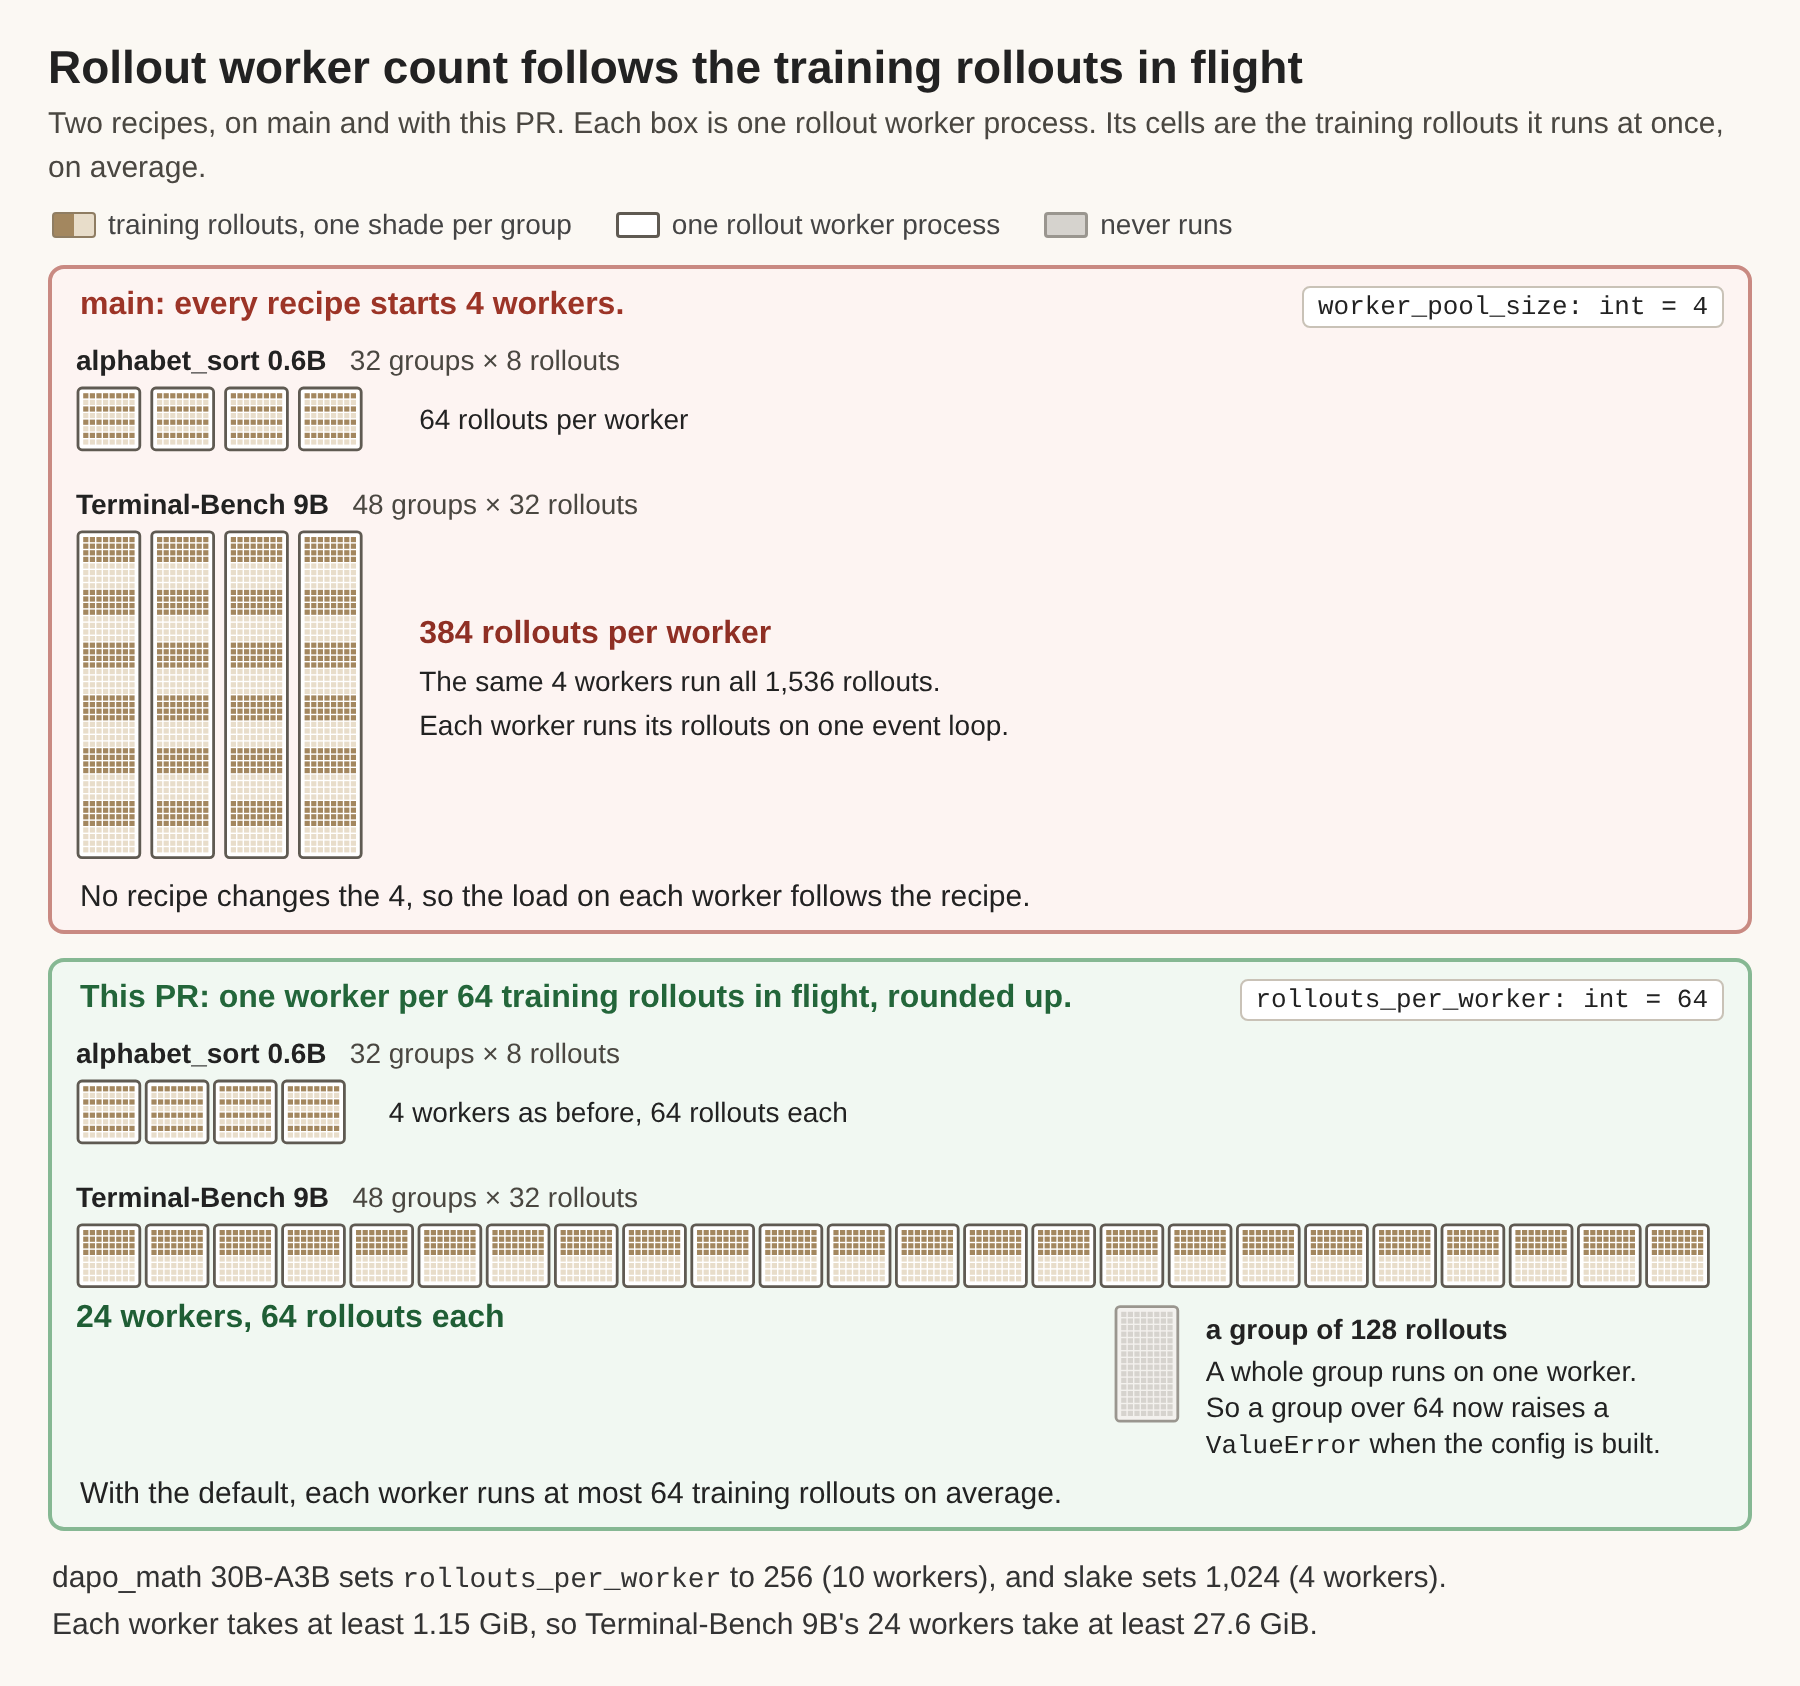 Rollout worker count follows the training rollouts in flight
Two recipes, on main and with this PR. Each box is one rollout worker process. Its cells are the training rollouts it runs at once,
on average.
training rollouts, one shade per group
one rollout worker process
never runs
main: every recipe starts 4 workers.
worker_pool_size: int = 4
alphabet_sort 0.6B 32 groups × 8 rollouts
64 rollouts per worker
Terminal-Bench 9B 48 groups × 32 rollouts
384 rollouts per worker
The same 4 workers run all 1,536 rollouts.
Each worker runs its rollouts on one event loop.
No recipe changes the 4, so the load on each worker follows the recipe.
This PR: one worker per 64 training rollouts in flight, rounded up.
rollouts_per_worker: int = 64
alphabet_sort 0.6B 32 groups × 8 rollouts
4 workers as before, 64 rollouts each
Terminal-Bench 9B 48 groups × 32 rollouts
24 workers, 64 rollouts each
a group of 128 rollouts
A whole group runs on one worker.
So a group over 64 now raises a
ValueError when the config is built.
With the default, each worker runs at most 64 training rollouts on average.
dapo_math 30B-A3B sets rollouts_per_worker to 256 (10 workers), and slake sets 1,024 (4 workers).
Each worker takes at least 1.15 GiB, so Terminal-Bench 9B's 24 workers take at least 27.6 GiB.